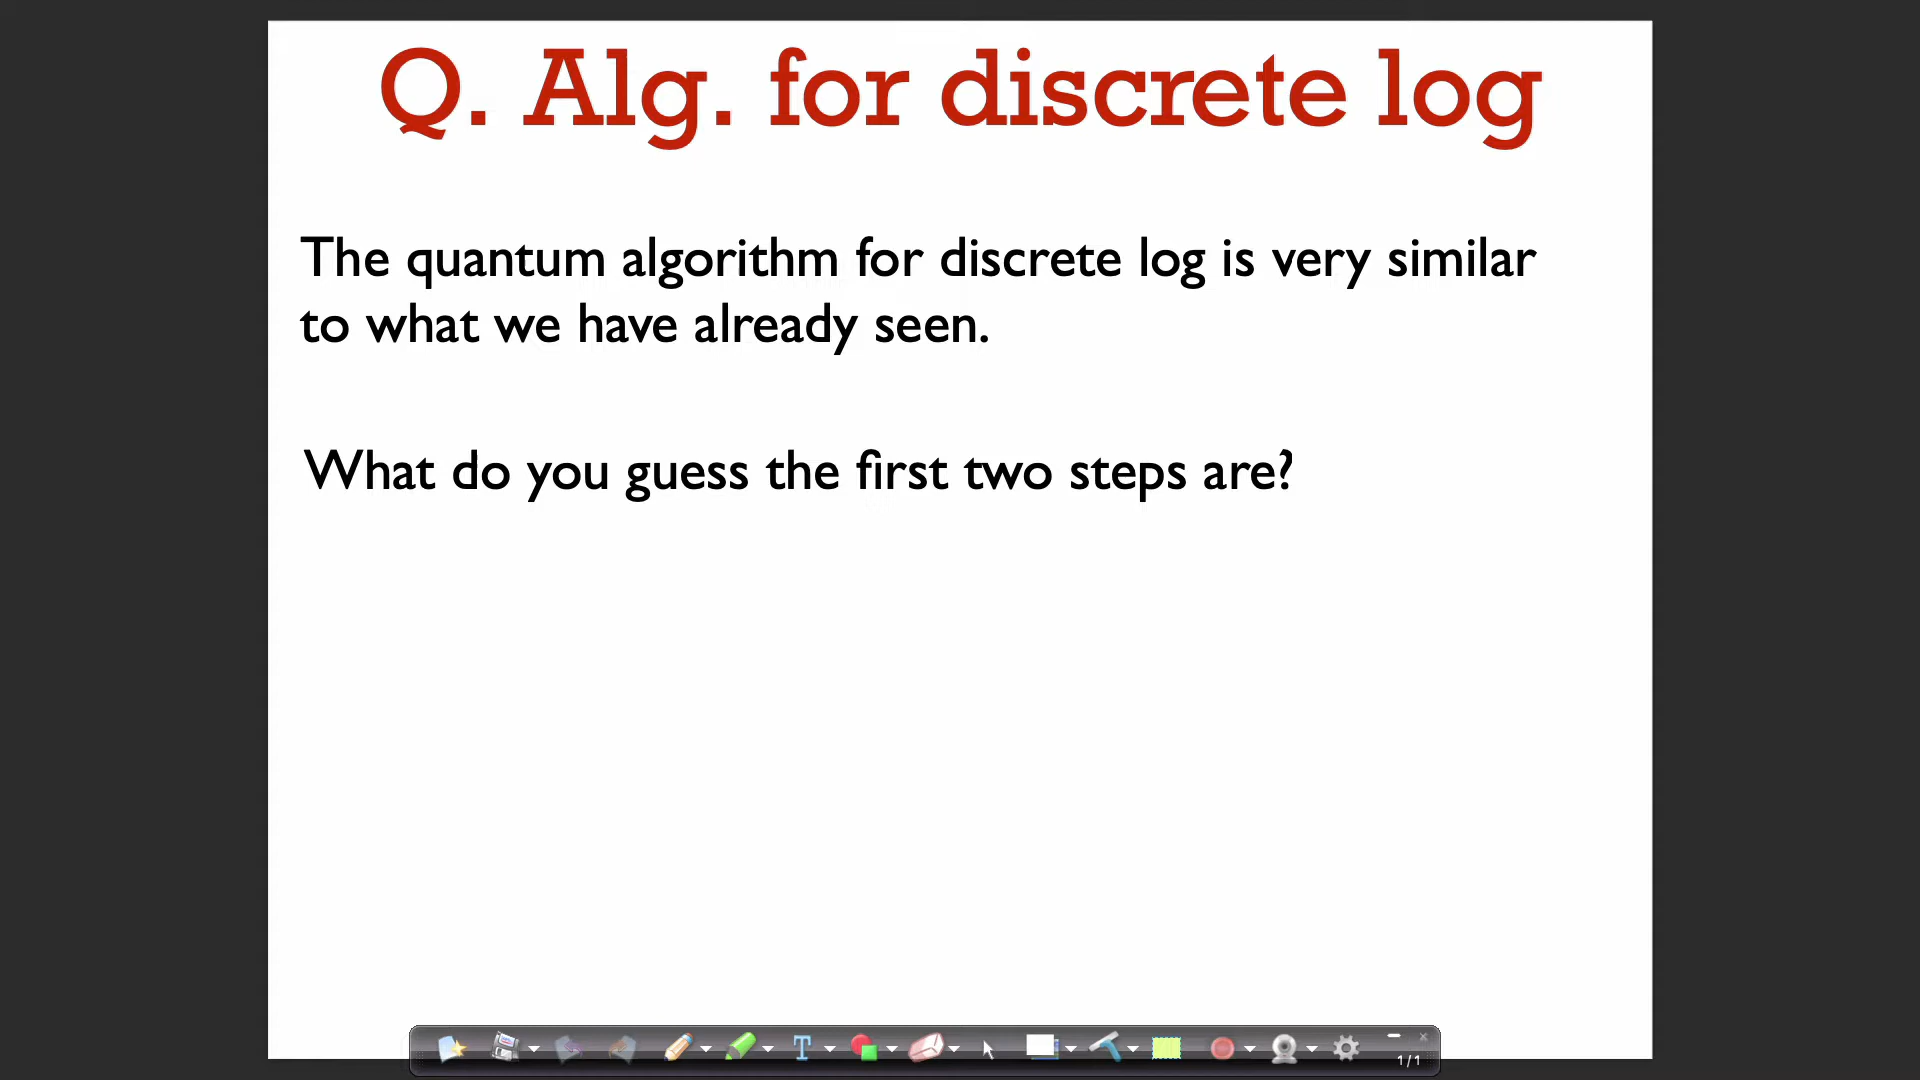 Q. Alg. for discrete log
The quantum algorithm for discrete log is very similar
to what we have already seen.
What do you guess the first two steps are?
T
1/1